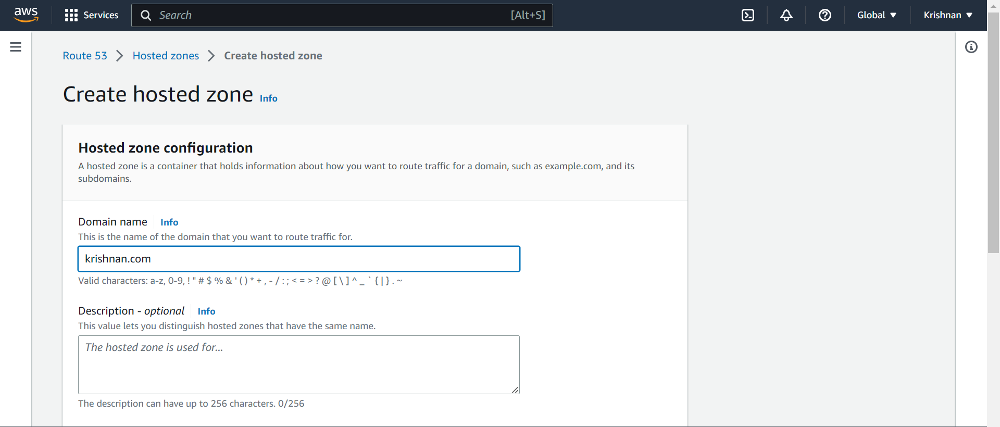 aws Services Search [Alt+S] Global Krishnan
Route 53 > Hosted zones > Create hosted zone
Create hosted zone Info
Hosted zone configuration
A hosted zone is a container that holds information about how you want to route traffic for a domain, such as example.com, and its
subdomains.
Domain name Info
This is the name of the domain that you want to route traffic for.
krishnan.com
Valid characters: a-z, 0-9, ! " # $ % & ' ( ) * + , - / : ; < = > ? @ [ \ ] ^ _ ` { | } . ~
Description - optional Info
This value lets you distinguish hosted zones that have the same name.
The hosted zone is used for...
The description can have up to 256 characters. 0/256